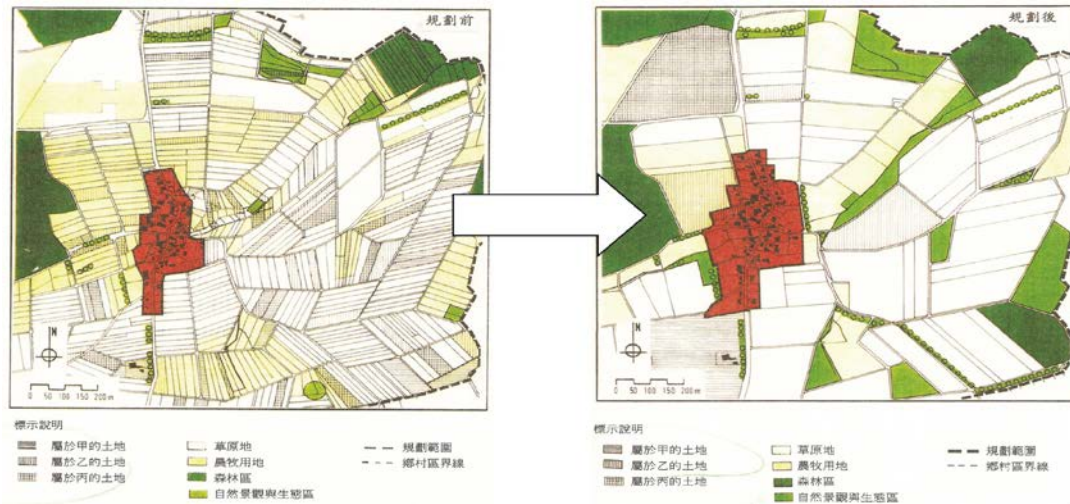 規劃前
N
0 50 100 150 200m
標示說明
屬於甲的土地
屬於乙的土地
屬於丙的土地
草原地
農牧用地
森林區
自然景觀與生態區
規劃範圍
鄉村區界線
規劃後
N
0 50 100 150 200m
標示說明
屬於甲的土地
屬於乙的土地
屬於丙的土地
草原地
農牧用地
森林區
自然景觀與生態區
規劃範圍
鄉村區界線